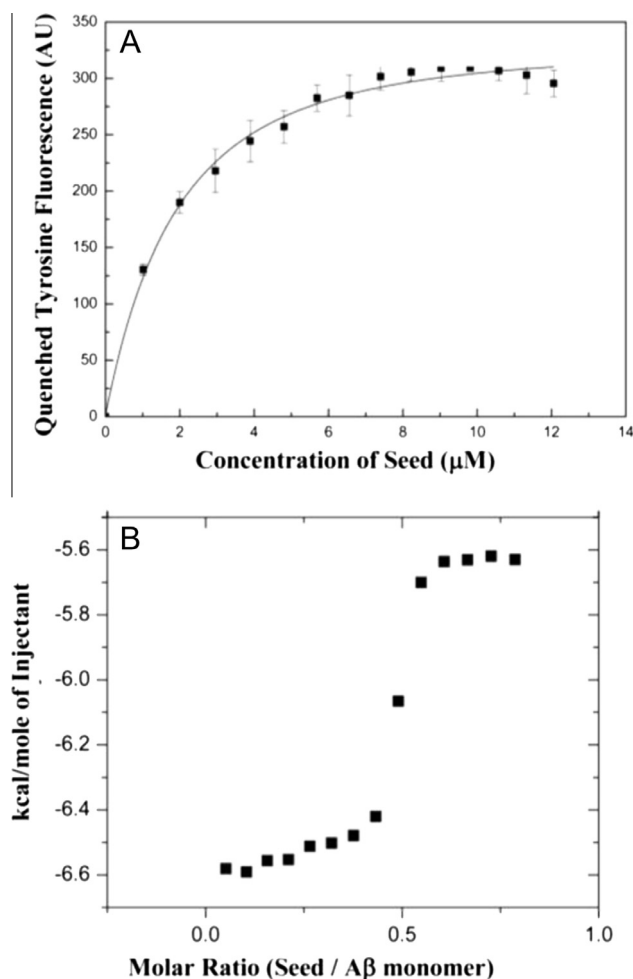 A
350
300
250
200
150
100
50
0
0 2 4 6 8 10 12 14
Quenched Tyrosine Fluorescence (AU)
Concentration of Seed (μM)
B
-5.6
-5.8
-6.0
-6.2
-6.4
-6.6
0.0 0.5 1.0
kcal/mole of Injectant
Molar Ratio (Seed / Aβ monomer)